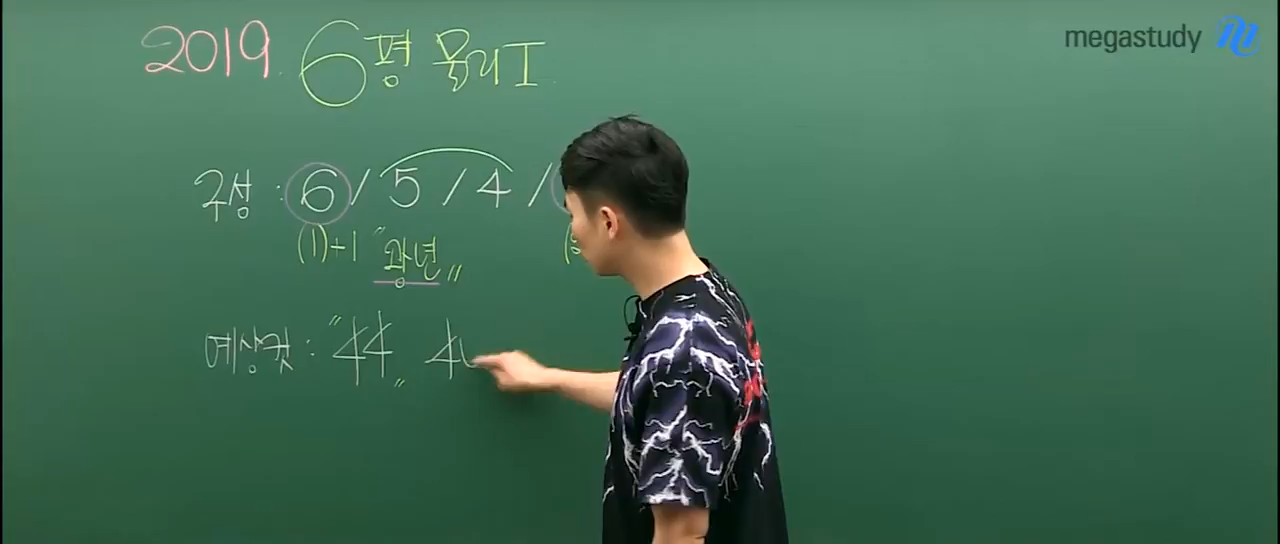 megastudy
2019. 6평 물리I
구성 : 6 / 5 / 4 /
(1)+1 "광년"
예상컷 : "44" 4